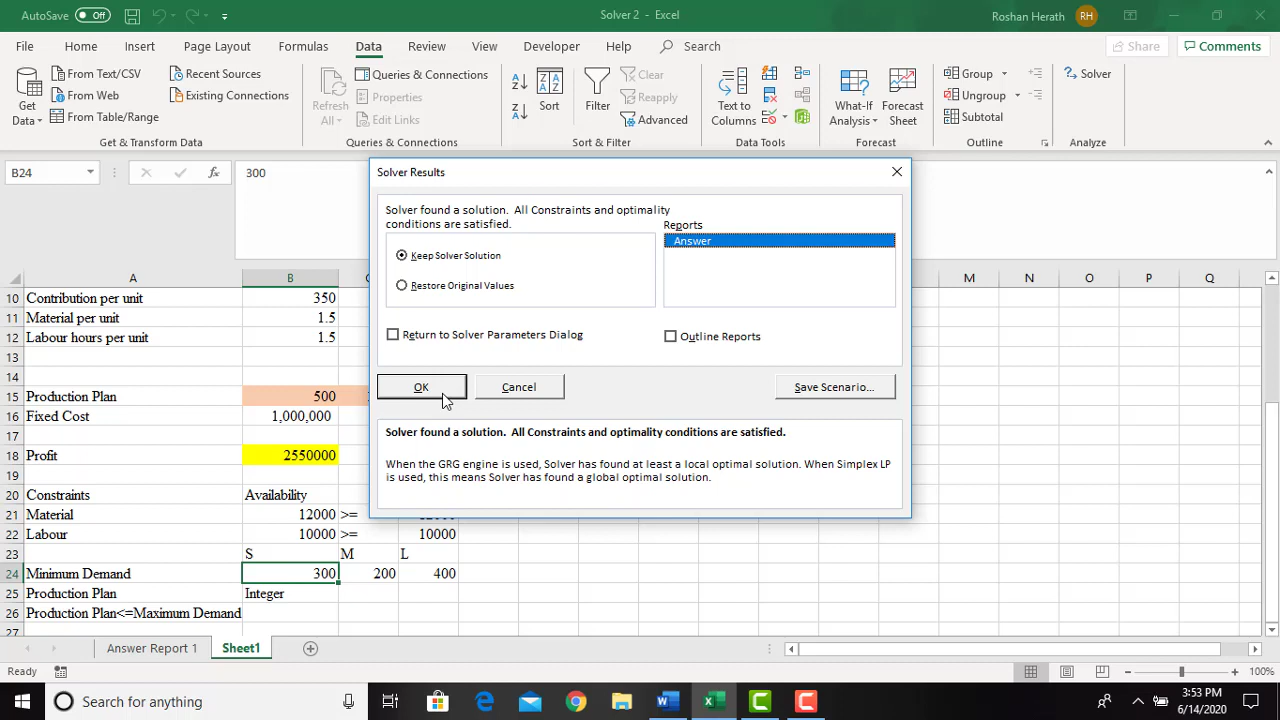 AutoSave Off Solver 2 - Excel Roshan Herath RH
File Home Insert Page Layout Formulas Data Review View Developer Help Search Share Comments
Get Data
From Text/CSV
From Web
From Table/Range
Recent Sources
Existing Connections
Get & Transform Data
Refresh All
Queries & Connections
Properties
Edit Links
Queries & Connections
Sort
Filter
Clear
Reapply
Advanced
Sort & Filter
Text to Columns
Data Tools
What-If Analysis
Forecast Sheet
Forecast
Group
Ungroup
Subtotal
Outline
Solver
Analyze
B24 fx 300
Solver Results
Solver found a solution. All Constraints and optimality
conditions are satisfied.
Reports
Answer
Keep Solver Solution
Restore Original Values
Return to Solver Parameters Dialog
Outline Reports
OK Cancel Save Scenario...
Solver found a solution. All Constraints and optimality conditions are satisfied.
When the GRG engine is used, Solver has found at least a local optimal solution. When Simplex LP
is used, this means Solver has found a global optimal solution.
A B M N O P Q
10 Contribution per unit 350
11 Material per unit 1.5
12 Labour hours per unit 1.5
13
14
15 Production Plan 500
16 Fixed Cost 1,000,000
17
18 Profit 2550000
19
20 Constraints Availability
21 Material 12000 >=
22 Labour 10000 >= 10000
23 S M L
24 Minimum Demand 300 200 400
25 Production Plan Integer
26 Production Plan<=Maximum Demand
27
Answer Report 1 Sheet1
Ready 100%
Search for anything
3:53 PM
6/14/2020